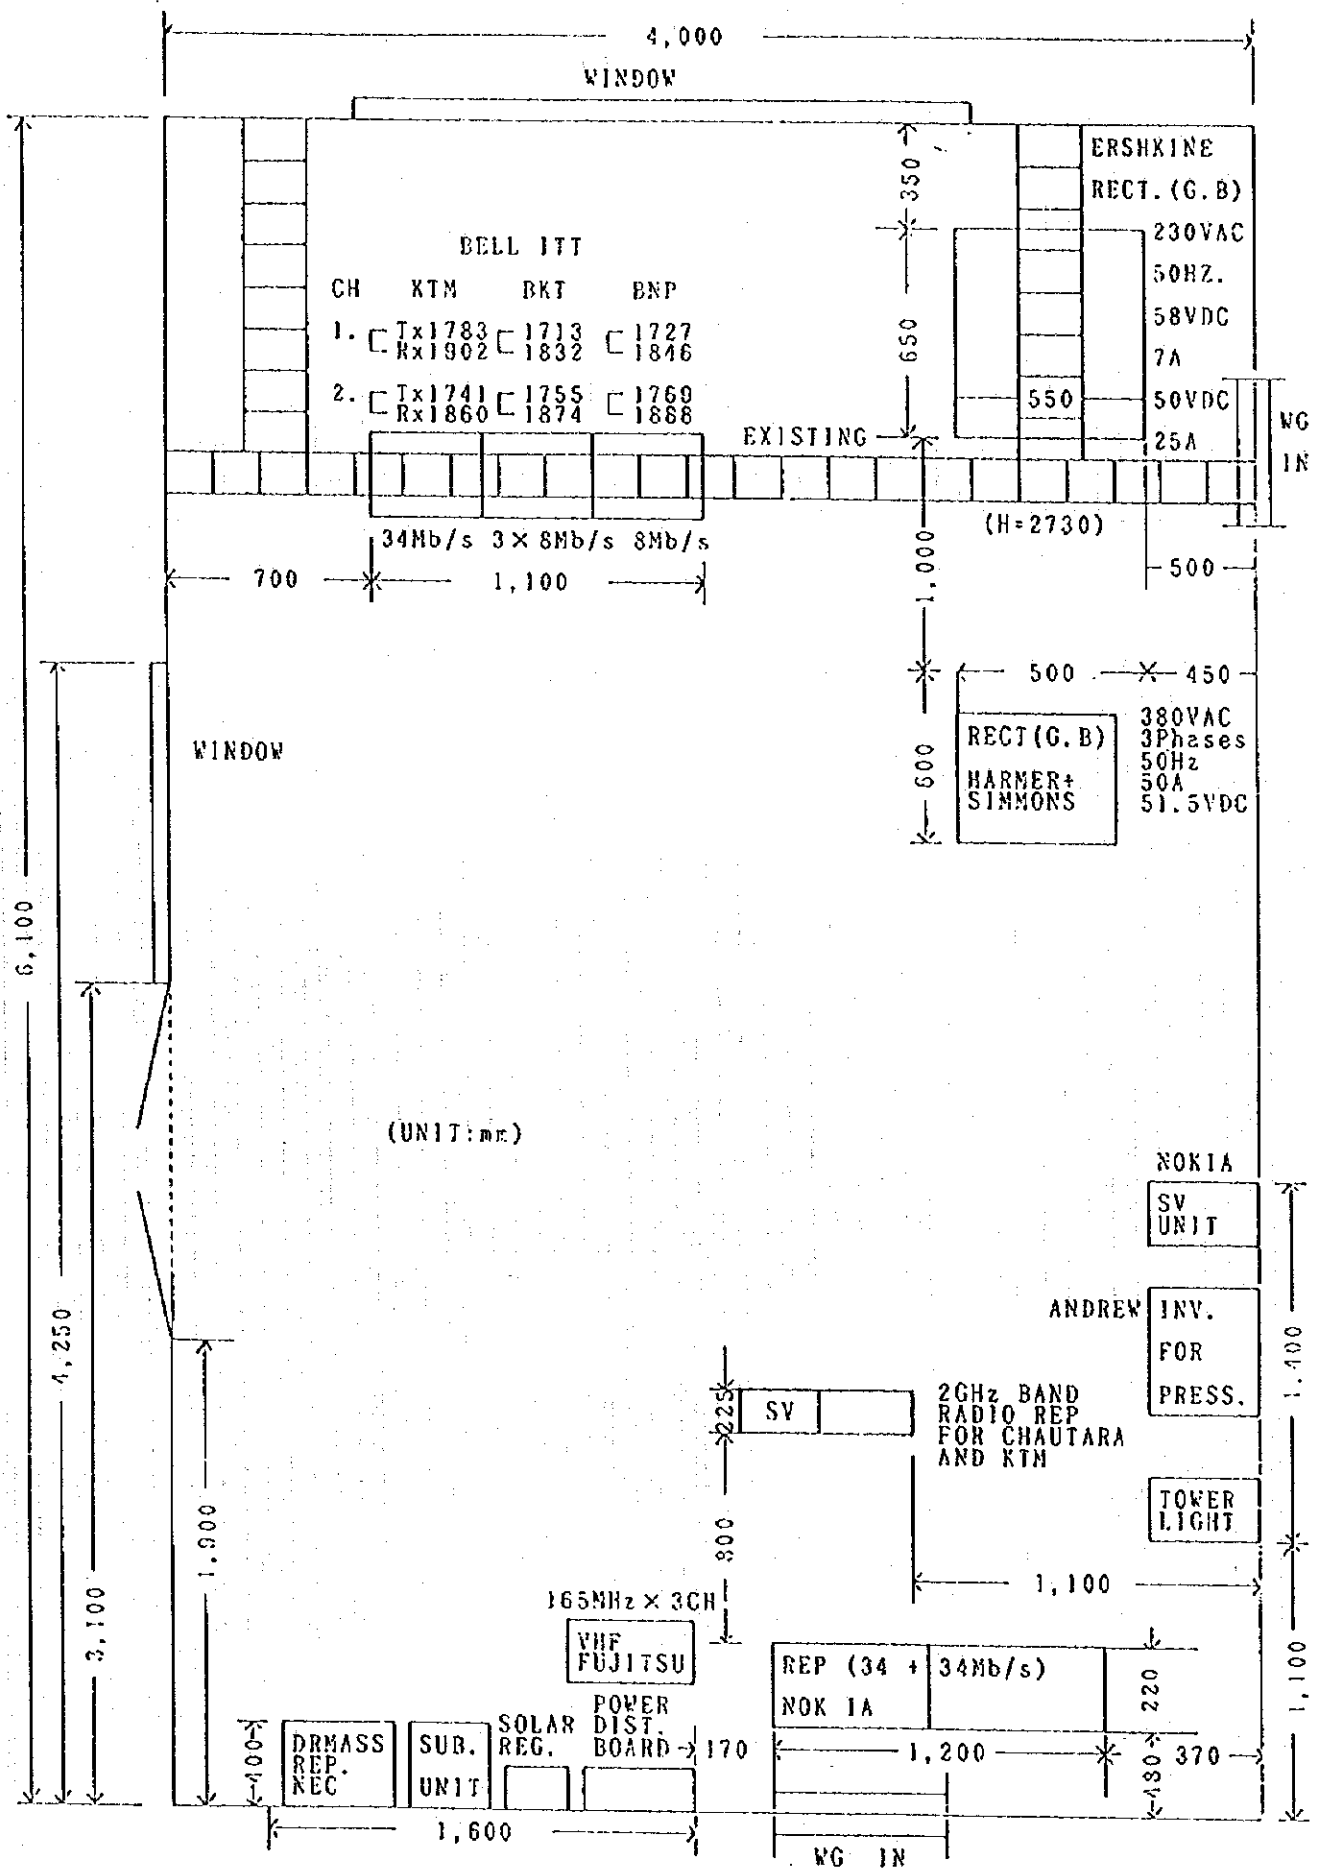 4,000
WINDOW
ERSHKINE
RECT.(G.B)
350
230VAC
BELL ITT
50HZ.
CH KTM BKT BNP
58VDC
1. Tx1783 1713 1727
Rx1902 1832 1846
650
7A
2. Tx1741 1755 1769
Rx1860 1874 1888
550
50VDC
WG
IN
EXISTING
25A
(H=2730)
34Mb/s 3×8Mb/s 8Mb/s
700
1,100
1,000
500
500
450
WINDOW
RECT(G.B)
HARMER+
SIMMONS
380VAC
3Phases
50Hz
50A
51.5VDC
600
6,100
(UNIT:mm)
NOKIA
SV
UNIT
4,250
ANDREW
INV.
FOR
PRESS.
1.400
225
SV
2GHz BAND
RADIO REP
FOR CHAUTARA
AND KTM
TOWER
LIGHT
1.900
800
3,100
1,100
165MHz×3CH
VHF
FUJITSU
REP (34 + 34Mb/s)
NOKIA
220
1,100
400
DRMASS
REP.
NEC
SUB.
UNIT
SOLAR
REG.
POWER
DIST.
BOARD
170
1,200
370
1,600
WG IN